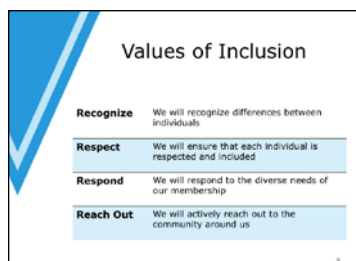 Values of Inclusion
Recognize We will recognize differences between
individuals
Respect We will ensure that each individual is
respected and included
Respond We will respond to the diverse needs of
our membership
Reach Out We will actively reach out to the
community around us